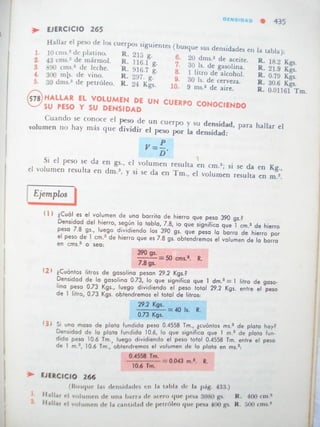 DENSIDAD • 435
EJERCICIO 265
Hallar el peso de los cuerpos siguientes (busque sus densidades en la tabla):
1. 10 cms.³ de platino. R. 215 g.
2. 43 cms.³ de mármol. R. 116.1 g.
3. 890 cms.³ de leche. R. 916.7 g.
4. 300 mls. de vino. R. 297. g.
5. 30 dms.³ de petróleo. R. 24 Kgs.
6. 20 dms.³ de aceite. R. 18.2 Kgs.
7. 30 ls. de gasolina. R. 21.9 Kgs.
8. 1 litro de alcohol. R. 0.79 Kgs.
9. 30 ls. de cerveza. R. 30.6 Kgs.
10. 9 ms.³ de aire. R. 0.01161 Tm.
578 HALLAR EL VOLUMEN DE UN CUERPO CONOCIENDO
SU PESO Y SU DENSIDAD
Cuando se conoce el peso de un cuerpo y su densidad, para hallar el
volumen no hay más que dividir el peso por la densidad:
V = P/D.
Si el peso se da en gs., el volumen resulta en cm.³; si se da en Kg.,
el volumen resulta en dm.³, y si se da en Tm., el volumen resulta en m.³.
Ejemplos
(1) ¿Cuál es el volumen de una barrita de hierro que pesa 390 gs.?
Densidad del hierro, según la tabla, 7.8, lo que significa que 1 cm.³ de hierro
pesa 7.8 gs., luego dividiendo los 390 gs. que pesa la barra de hierro por
el peso de 1 cm.³ de hierro que es 7.8 gs. obtendremos el volumen de la barra
en cms.³ o sea:
390 gs./7.8 gs. = 50 cms.³. R.
(2) ¿Cuántos litros de gasolina pesan 29.2 Kgs.?
Densidad de la gasolina 0.73, lo que significa que 1 dm.³ = 1 litro de gaso-
lina pesa 0.73 Kgs., luego dividiendo el peso total 29.2 Kgs. entre el peso
de 1 litro, 0.73 Kgs. obtendremos el total de litros:
29.2 Kgs./0.73 Kgs. = 40 ls. R.
(3) Si una masa de plata fundida pesa 0.4558 Tm., ¿cuántos ms.³ de plata hay?
Densidad de la plata fundida 10.6, lo que significa que 1 m.³ de plata fun-
dida pesa 10.6 Tm., luego dividiendo el peso total 0.4558 Tm. entre el peso
de 1 m.³, 10.6 Tm., obtendremos el volumen de la plata en ms.³:
0.4558 Tm./10.6 Tm. = 0.043 m.³. R.
EJERCICIO 266
(Busque las densidades en la tabla de la pág. 433.)
1. Hallar el volumen de una barra de acero que pesa 3080 gs. R. 400 cm.³
2. Hallar el volumen de la cantidad de petróleo que pesa 400 gs. R. 500 cms.³